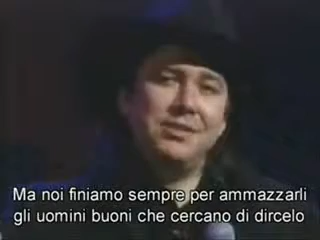 Ma noi finiamo sempre per ammazzarli
gli uomini buoni che cercano di dircelo